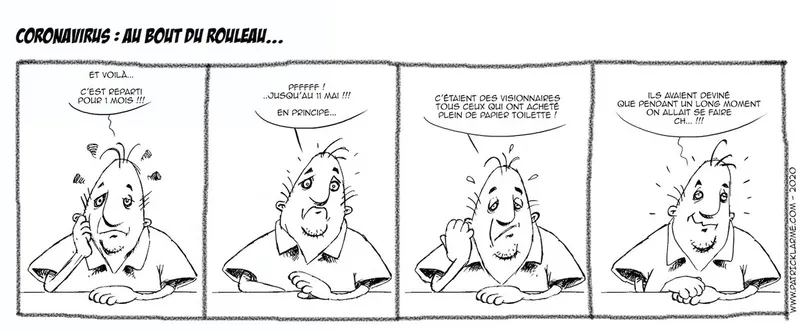 CORONAVIRUS : AU BOUT DU ROULEAU...
ET VOILÀ...
C'EST REPARTI
POUR 1 MOIS !!!
PFFFFF !
..JUSQU'AU 11 MAI !!!
EN PRINCIPE...
C'ÉTAIENT DES VISIONNAIRES
TOUS CEUX QUI ONT ACHETÉ
PLEIN DE PAPIER TOILETTE !
ILS AVAIENT DEVINÉ
QUE PENDANT UN LONG MOMENT
ON ALLAIT SE FAIRE
CH... !!!
WWW.PATRICKLARME.COM - 2020